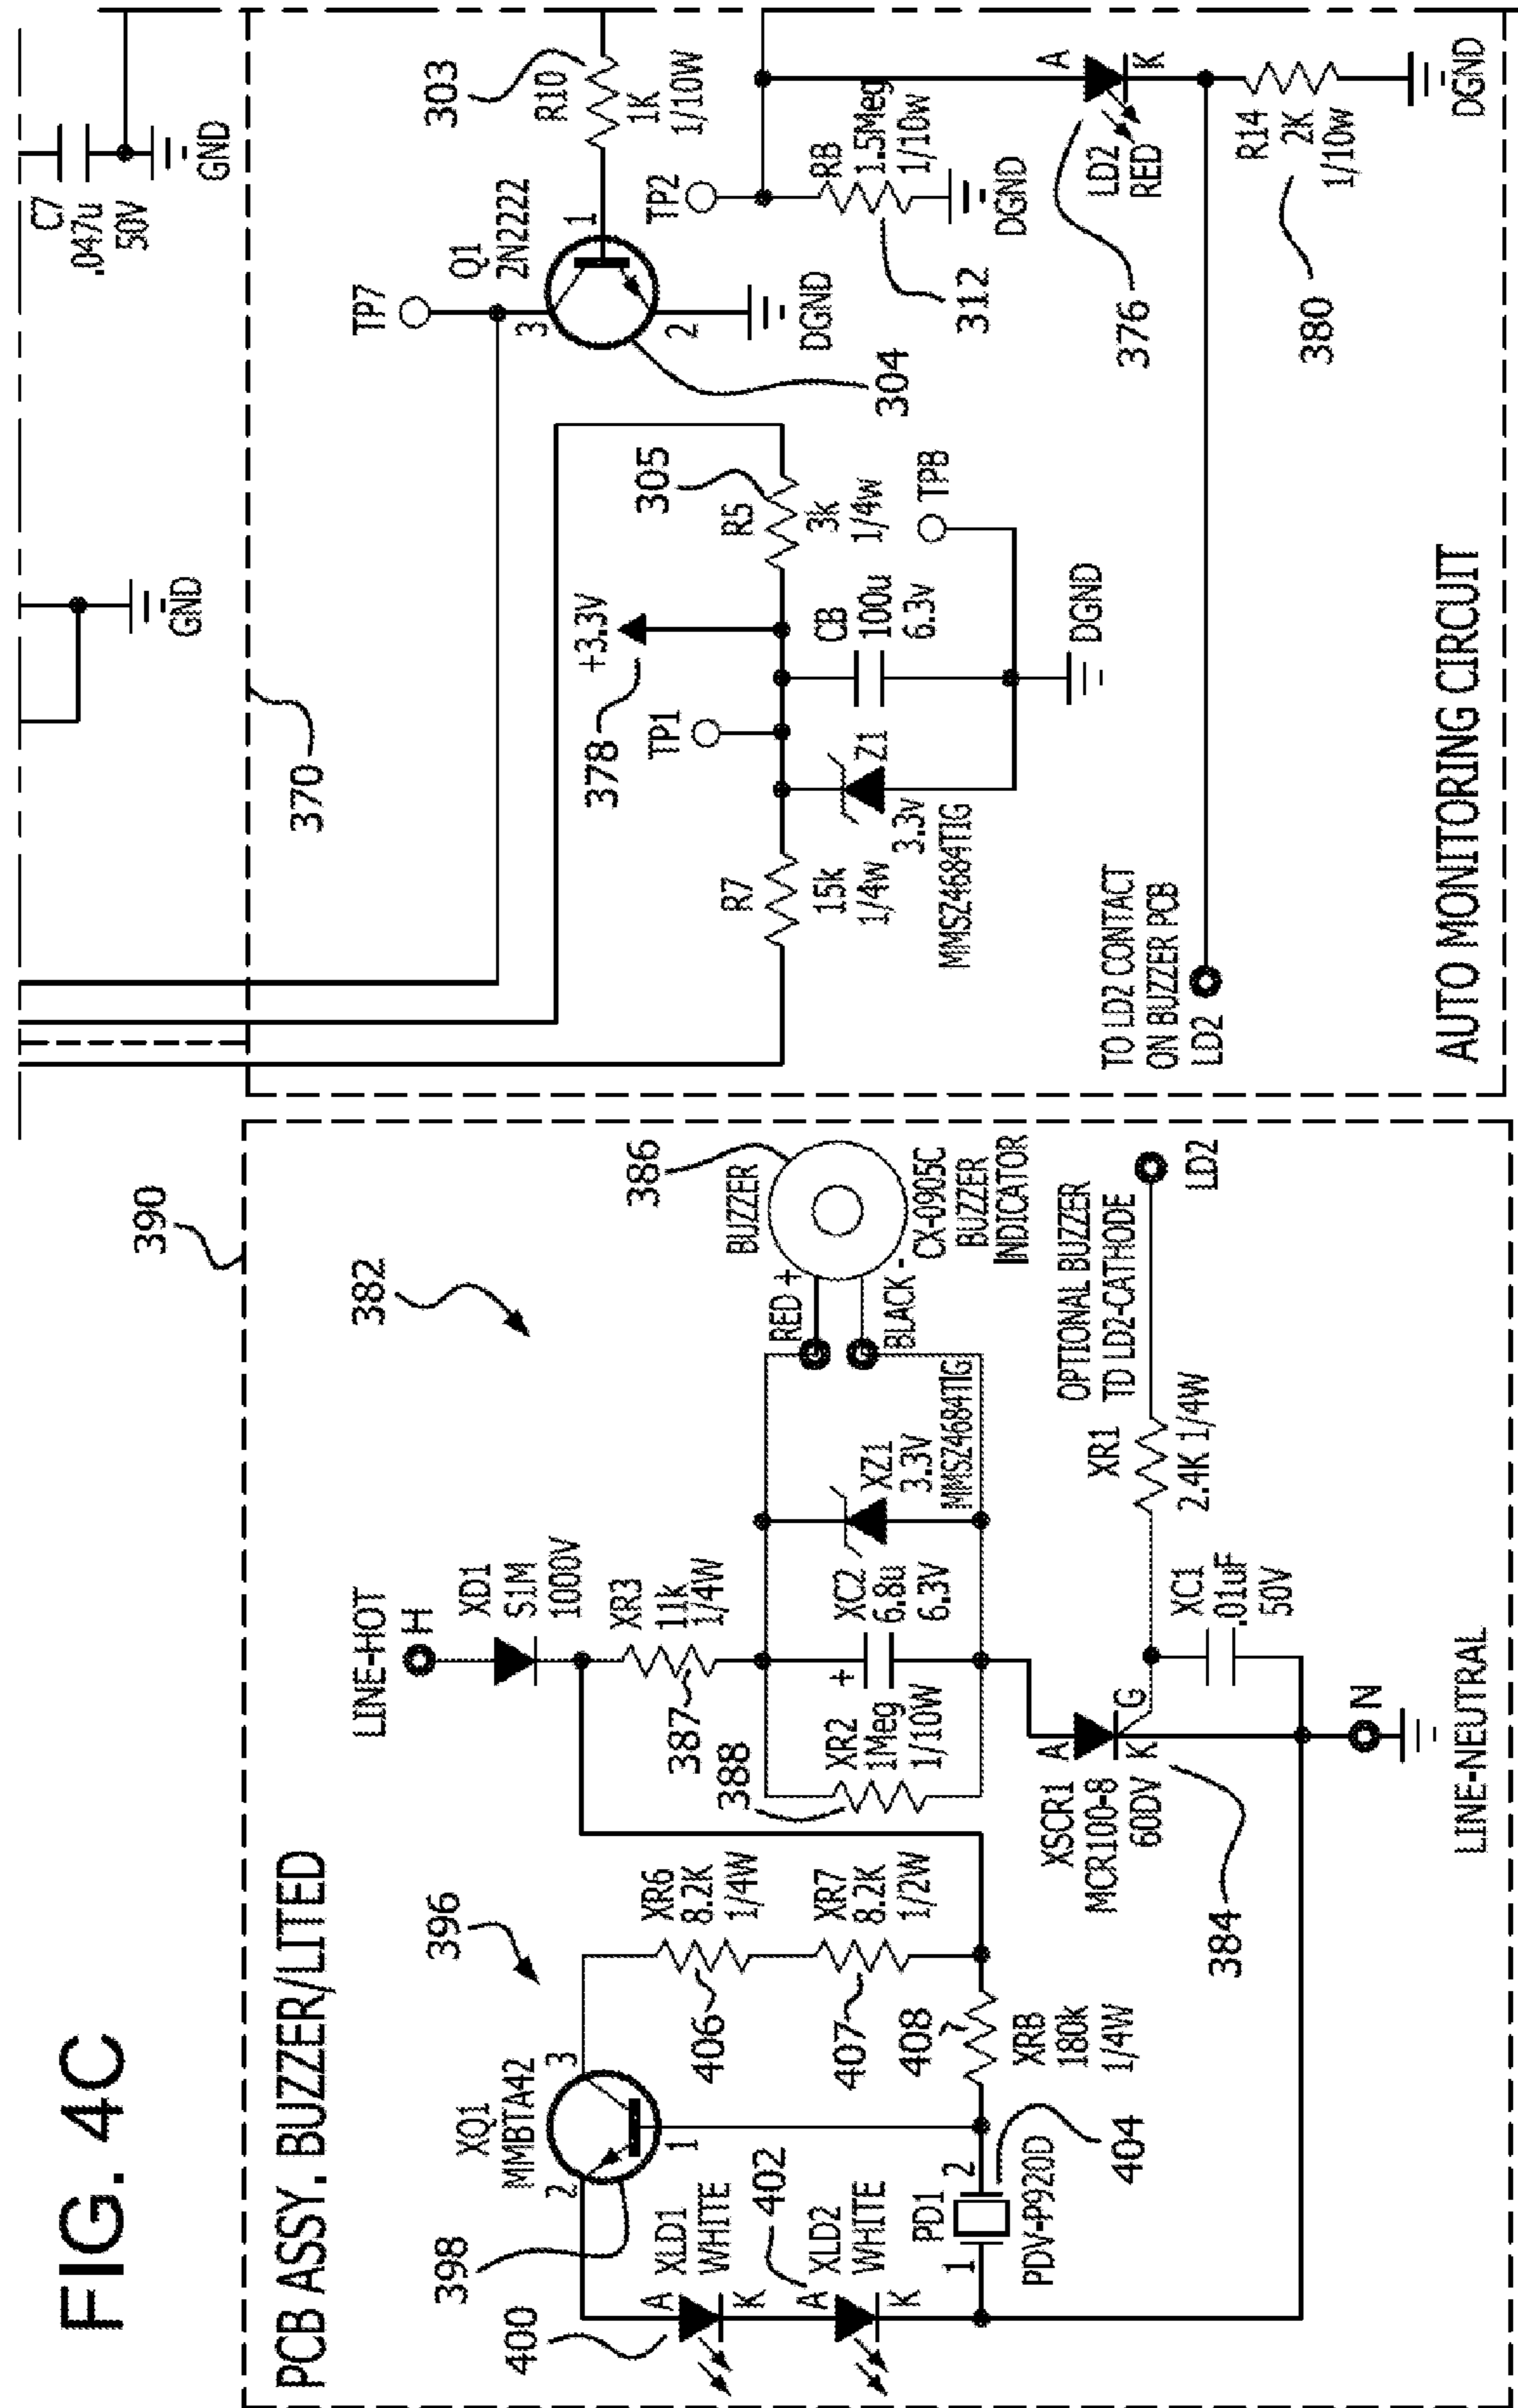 FIG. 4C
PCB ASSY. BUZZER/LITED
390
382
396
LINE-HOT
H
XD1
S1M
1000V
XR3
11k
1/4W
387
388
XR2
1Meg
1/10W
+
XC2
6.8u
6.3V
XZ1
3.3V
MMSZ4684TIG
BUZZER
386
RED +
BLACK -
CX-0905C
BUZZER
INDICATOR
XQ1
MMBTA42
2
3
1
398
XR6
8.2K
1/4W
406
XR7
8.2K
1/2W
407
408
XRB
180k
1/4W
400
A
XLD1
WHITE
K
402
A
XLD2
WHITE
K
PD1
1
2
PDV-P920D
404
XSCR1
MCR100-8
60DV
A
K
G
384
XR1
2.4K 1/4W
OPTIONAL BUZZER
TD LD2-CATHODE
LD2
XC1
.01uF
50V
N
LINE-NEUTRAL
C7
.047u
50V
GND
GND
370
303
R10
1K
1/10W
Q1
2N2222
TP7
3
1
2
DGND
304
TP2
RB
1.5Meg
1/10w
DGND
312
305
R5
3k
1/4w
+3.3V
378
TP1
CB
100u
6.3v
TPB
Z1
3.3v
MMSZ4684TIG
DGND
R7
15k
1/4w
A
K
LD2
RED
376
R14
2K
1/10w
380
DGND
TO LD2 CONTACT
ON BUZZER PCB
LD2
AUTO MONITORING CIRCUIT